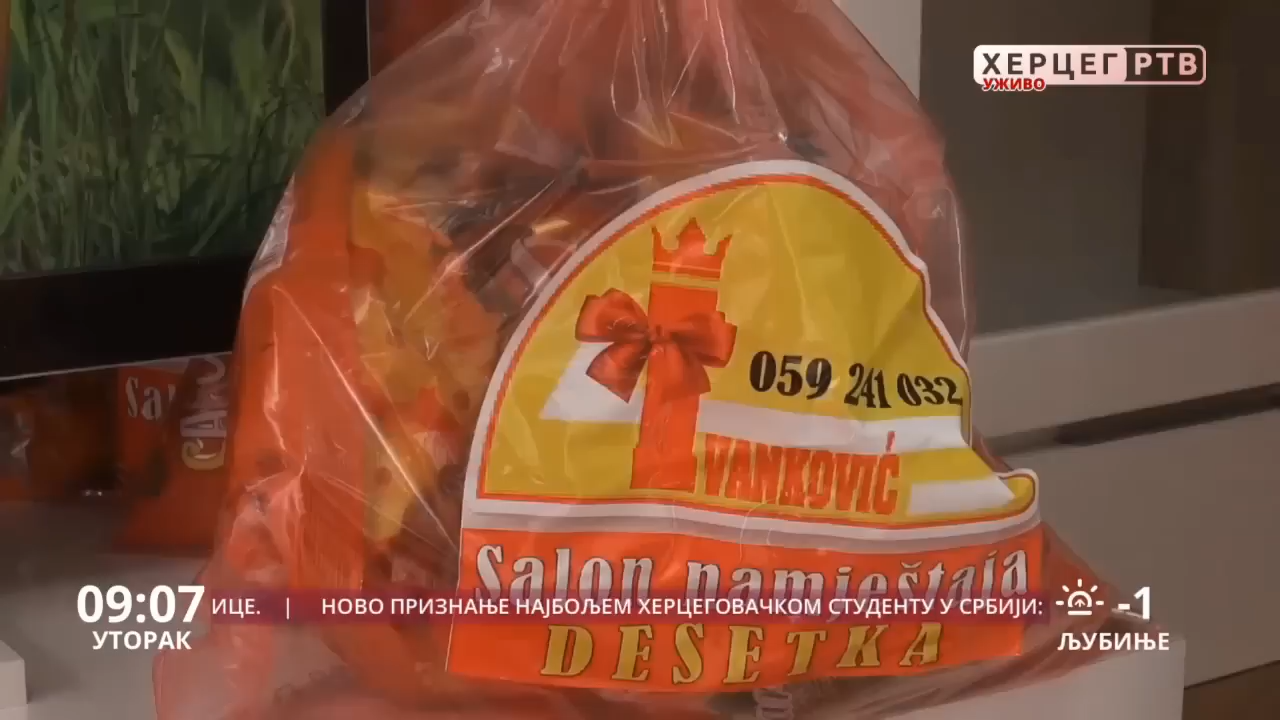 ХЕРЦЕГ РТВ
УЖИВО
059 241 032
IVANKOVIĆ
Salon namještaja
DESETKA
Sa
09:07
УТОРАК
ИЦЕ. | НОВО ПРИЗНАЊЕ НАЈБОЉЕМ ХЕРЦЕГОВАЧКОМ СТУДЕНТУ У СРБИЈИ:
-1
ЉУБИЊЕ